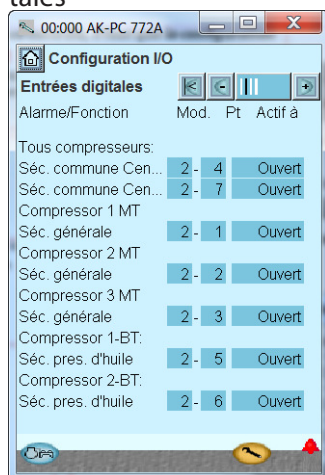 tales
00:000 AK-PC 772A
Configuration I/O
Entrées digitales
Alarme/Fonction Mod. Pt Actif à
Tous compresseurs:
Séc. commune Cen... 2 - 4 Ouvert
Séc. commune Cen... 2 - 7 Ouvert
Compressor 1 MT
Séc. générale 2 - 1 Ouvert
Compressor 2 MT
Séc. générale 2 - 2 Ouvert
Compressor 3 MT
Séc. générale 2 - 3 Ouvert
Compressor 1-BT:
Séc. pres. d'huile 2 - 5 Ouvert
Compressor 2-BT:
Séc. pres. d'huile 2 - 6 Ouvert